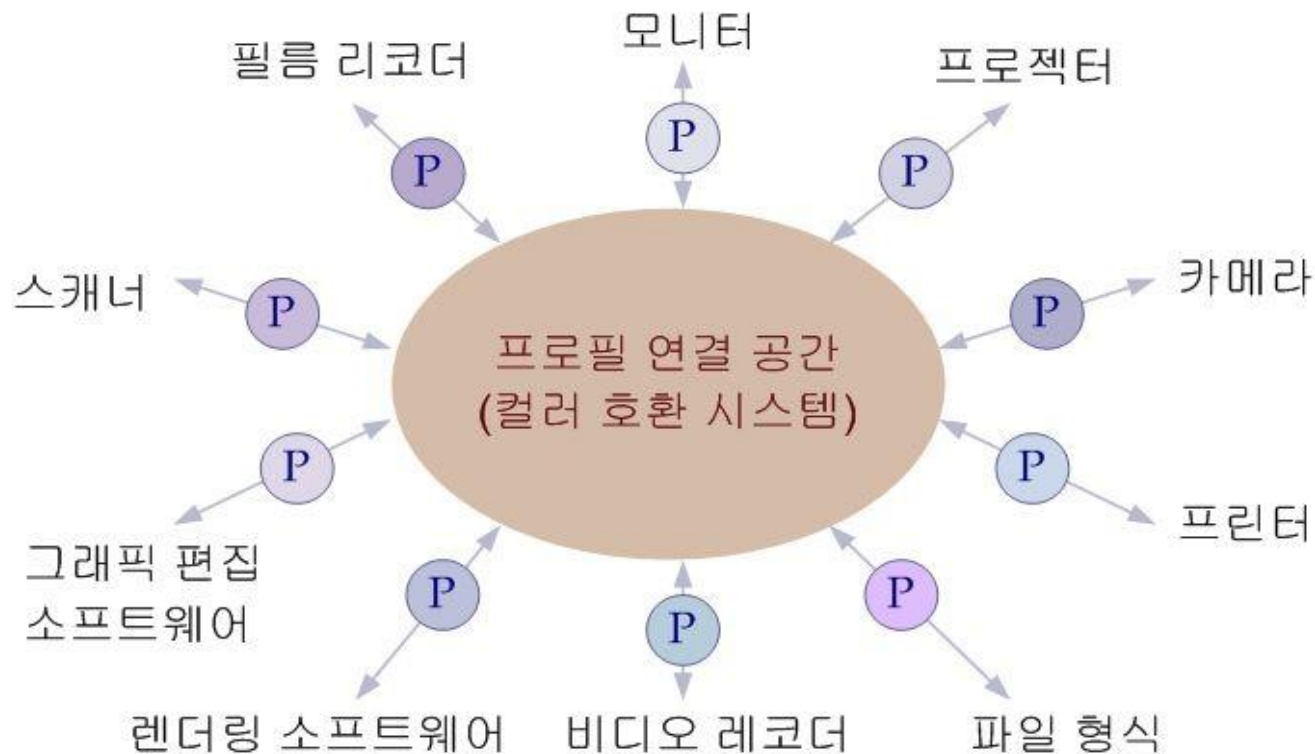 모니터
필름 리코더
프로젝터
P
P
P
스캐너
카메라
P
P
프로필 연결 공간
(컬러 호환 시스템)
P
P
그래픽 편집
소프트웨어
프린터
P
P
P
렌더링 소프트웨어
비디오 레코더
파일 형식